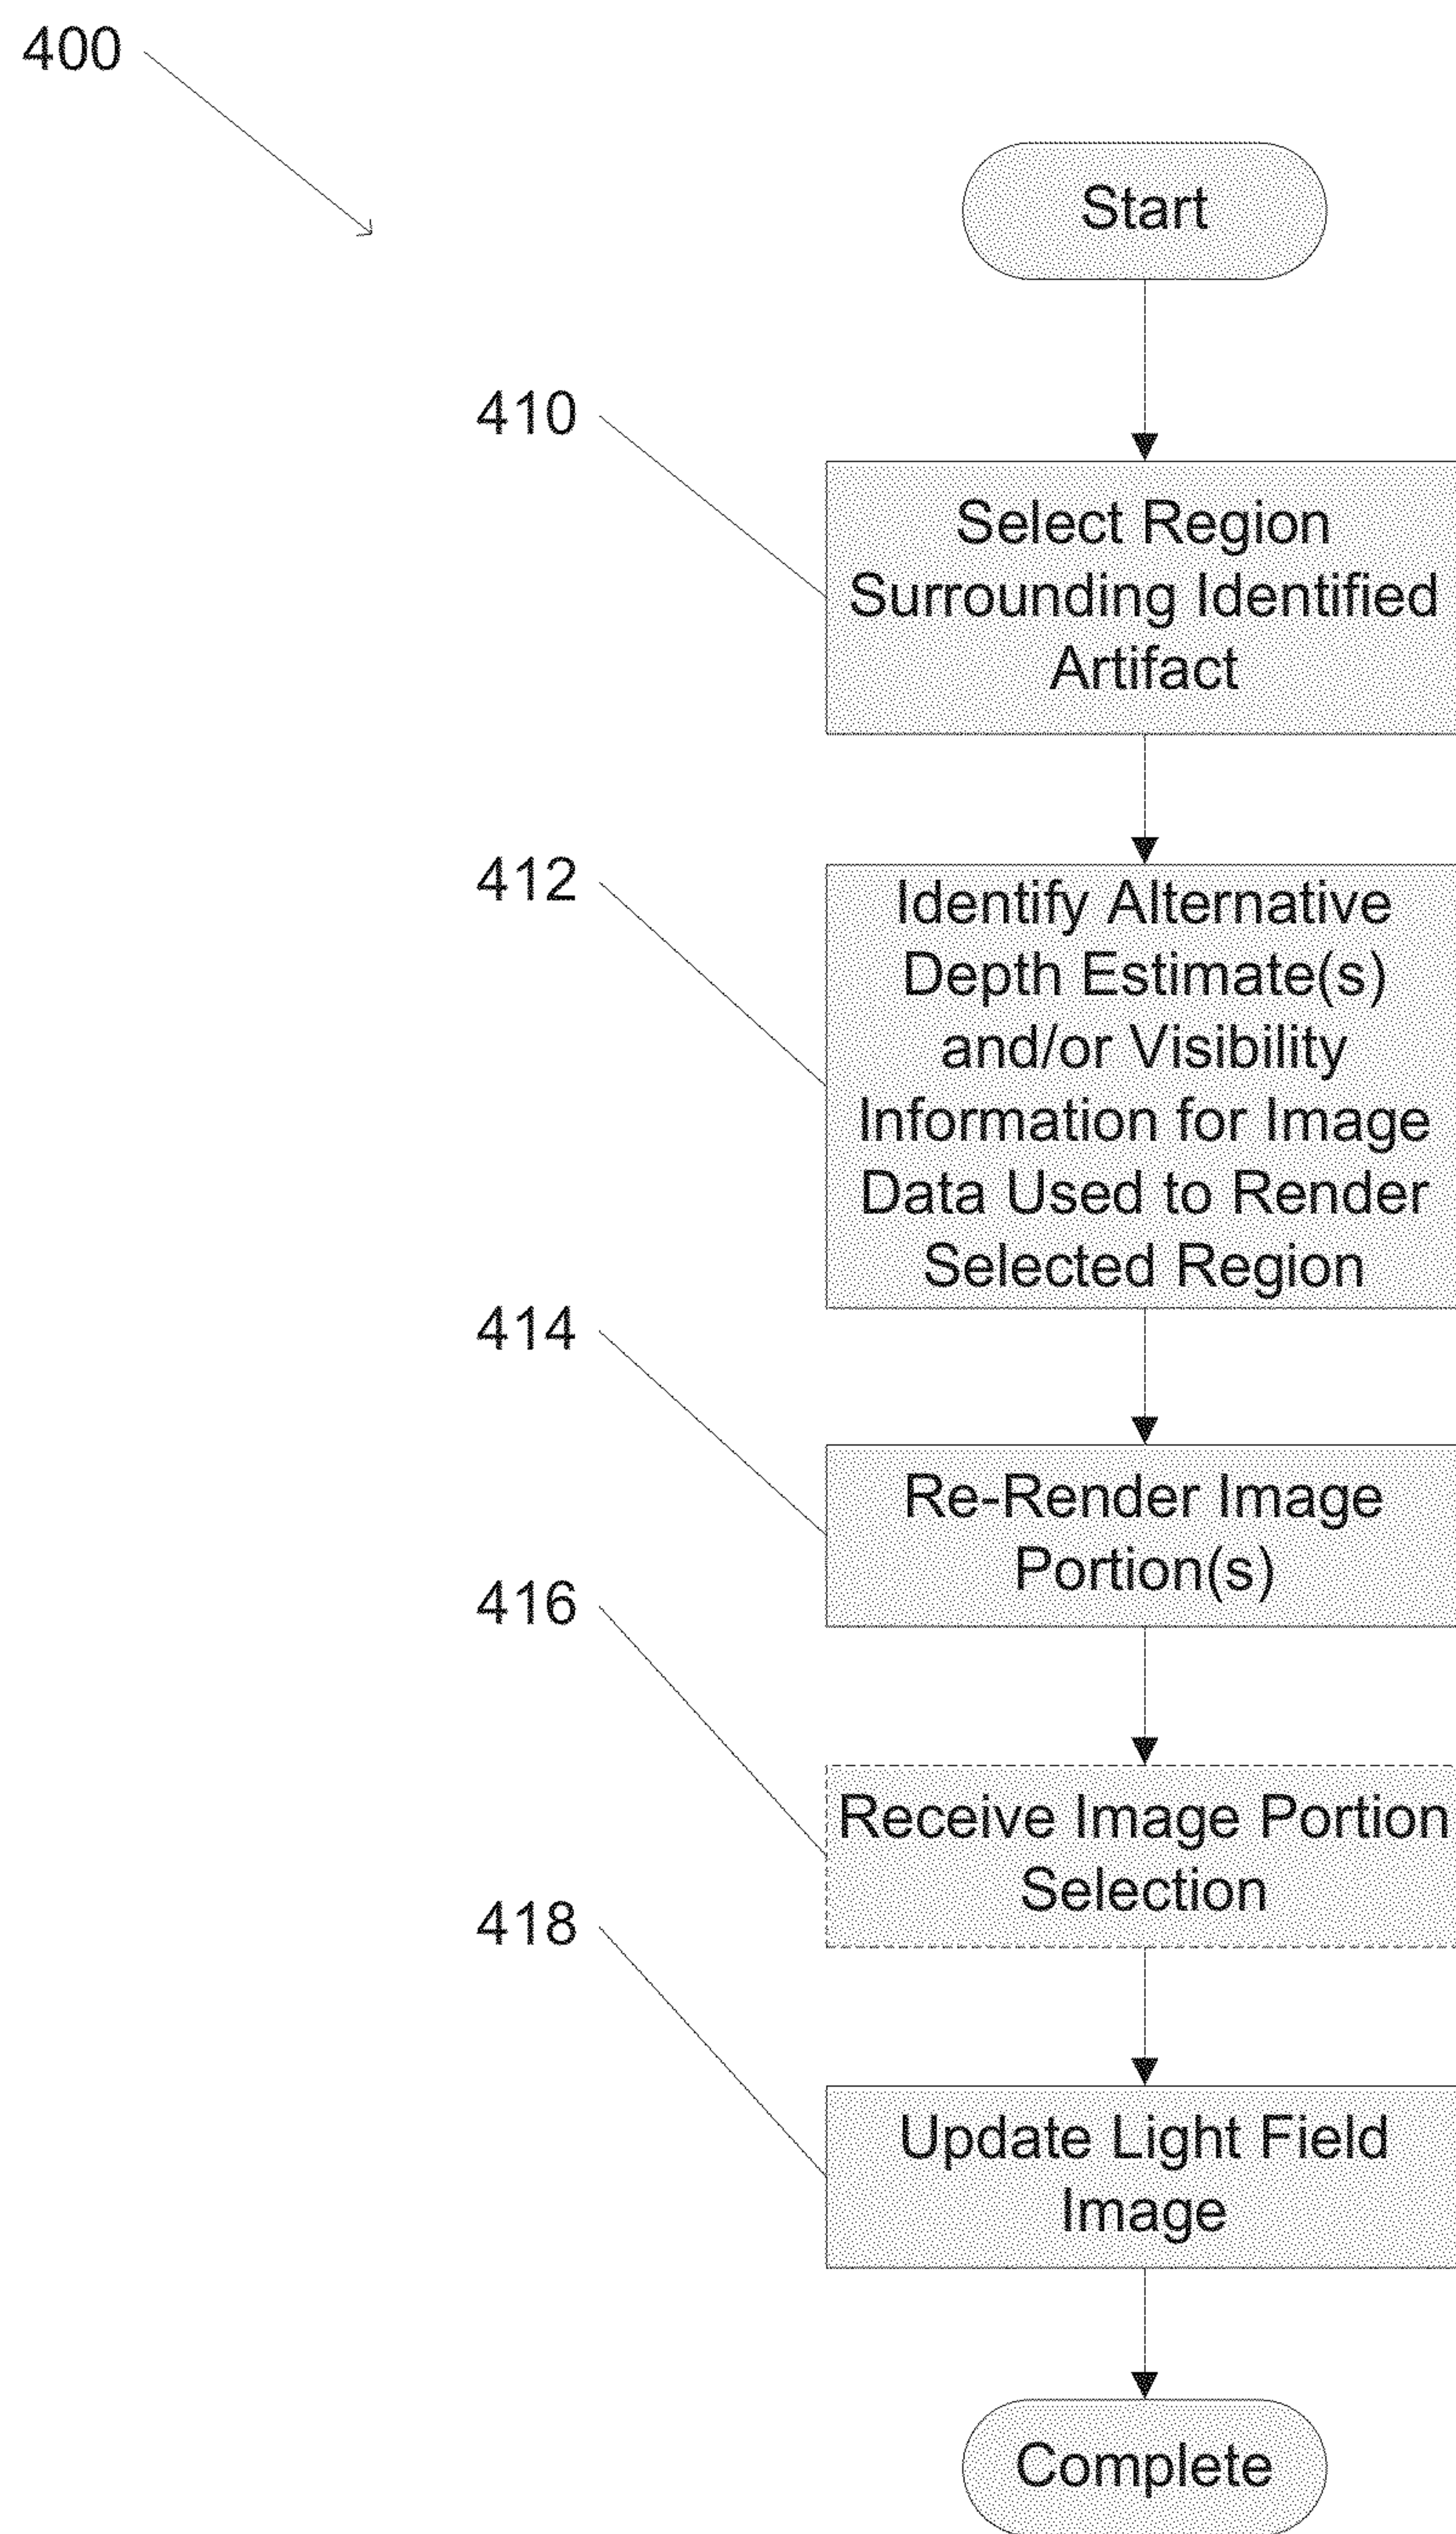 400
Start
410
Select Region
Surrounding Identified
Artifact
412
Identify Alternative
Depth Estimate(s)
and/or Visibility
Information for Image
Data Used to Render
Selected Region
414
Re-Render Image
Portion(s)
416
Receive Image Portion
Selection
418
Update Light Field
Image
Complete